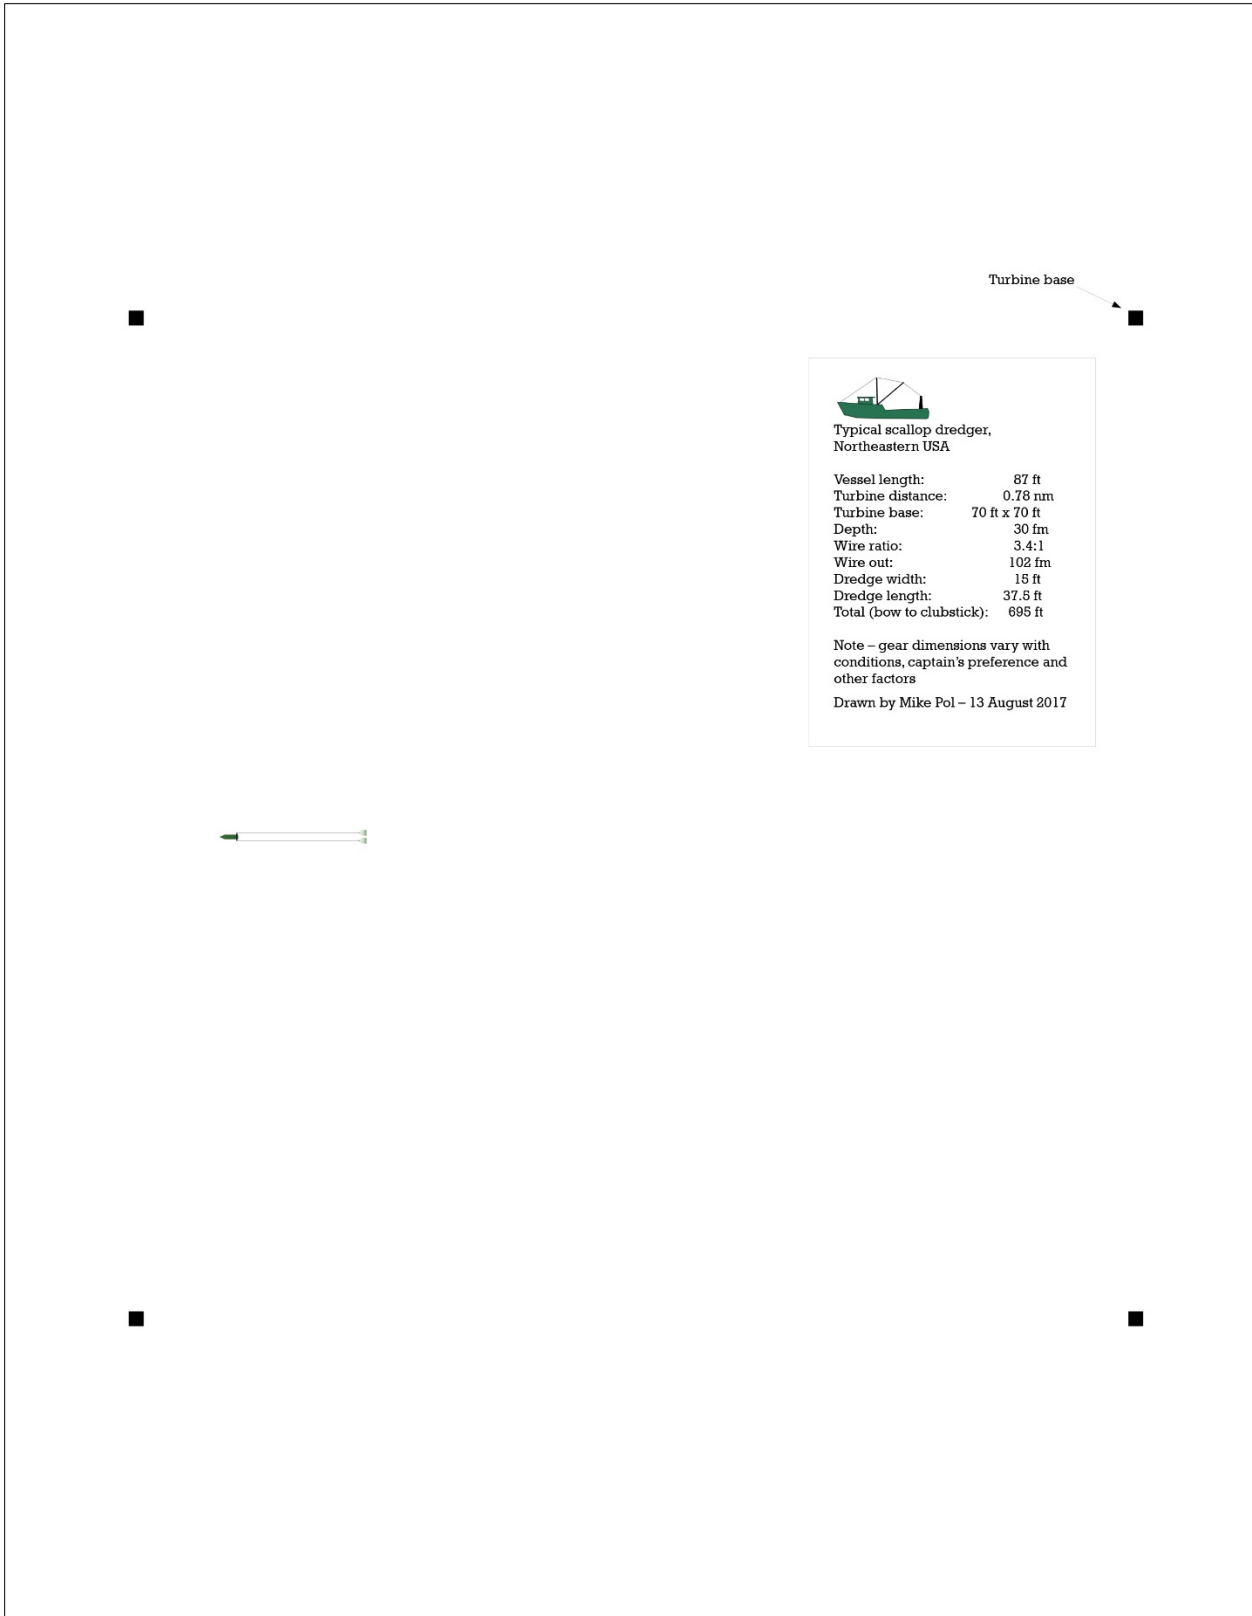 Turbine base
Typical scallop dredger,
Northeastern USA
Vessel length: 87 ft
Turbine distance: 0.78 nm
Turbine base: 70 ft x 70 ft
Depth: 30 fm
Wire ratio: 3.4:1
Wire out: 102 fm
Dredge width: 15 ft
Dredge length: 37.5 ft
Total (bow to clubstick): 695 ft
Note – gear dimensions vary with
conditions, captain's preference and
other factors
Drawn by Mike Pol – 13 August 2017